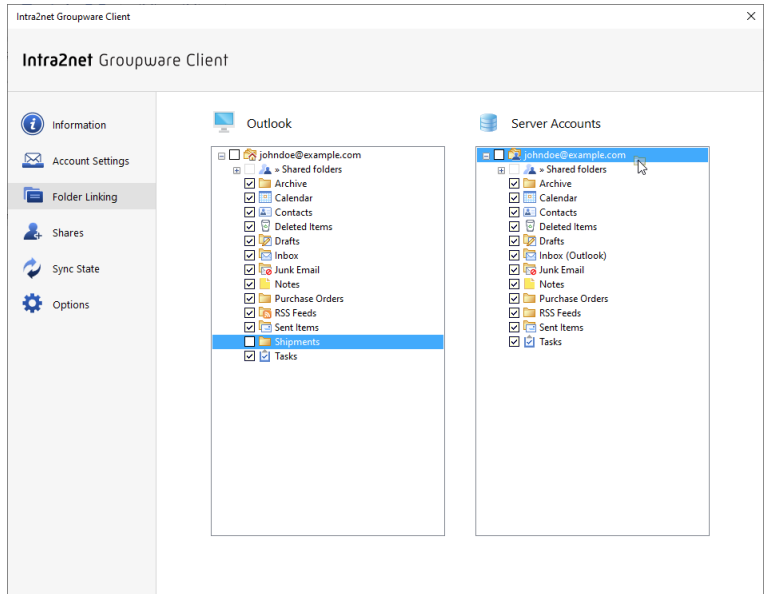 Intra2net Groupware Client
Intra2net Groupware Client
Information
Account Settings
Folder Linking
Shares
Sync State
Options
Outlook
johndoe@example.com
» Shared folders
Archive
Calendar
Contacts
Deleted Items
Drafts
Inbox
Junk Email
Notes
Purchase Orders
RSS Feeds
Sent Items
Shipments
Tasks
Server Accounts
johndoe@example.com
» Shared folders
Archive
Calendar
Contacts
Deleted Items
Drafts
Inbox (Outlook)
Junk Email
Notes
Purchase Orders
RSS Feeds
Sent Items
Tasks